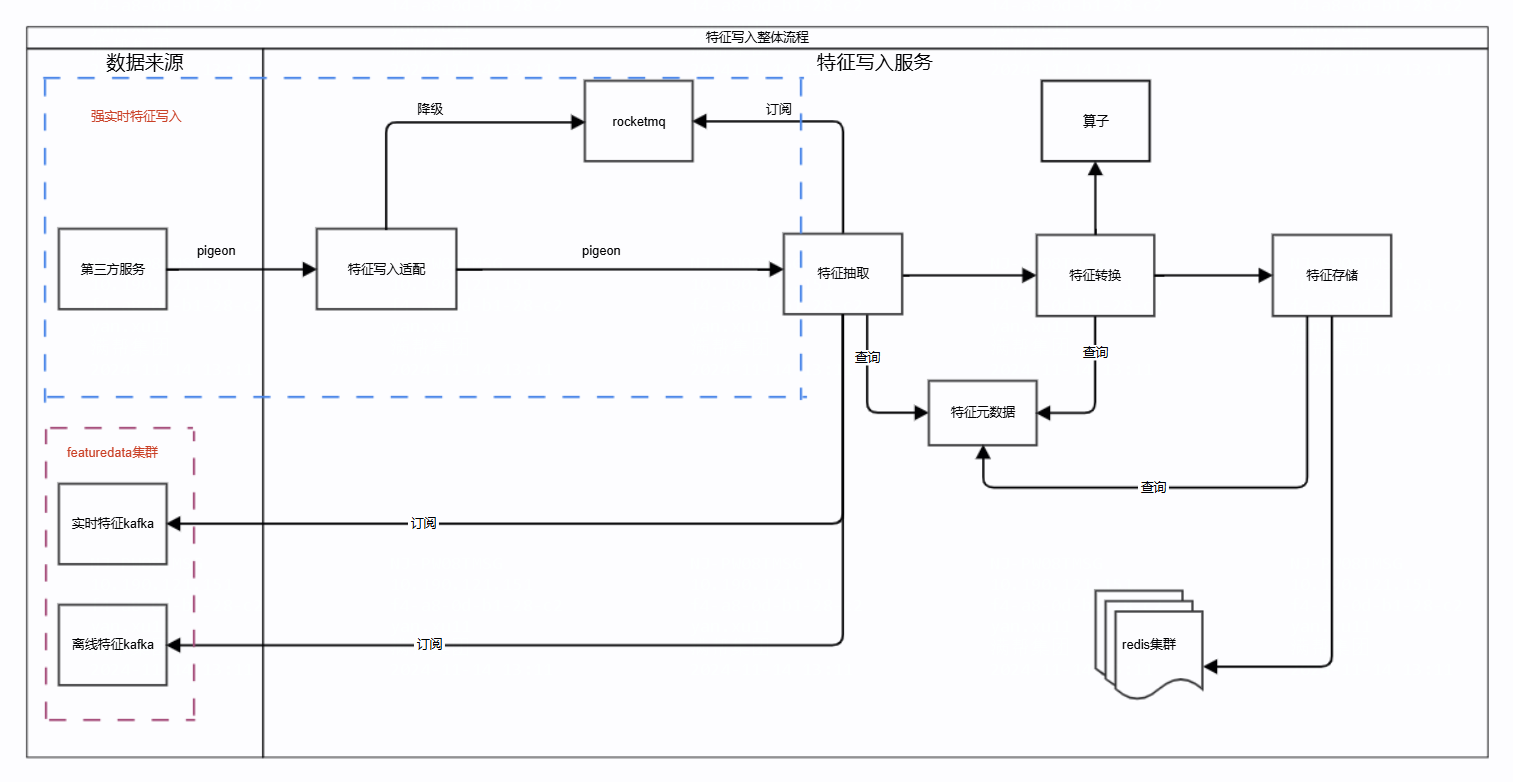 特征写入整体流程
数据来源
特征写入服务
强实时特征写入
降级
rocketmq
订阅
算子
第三方服务
pigeon
特征写入适配
pigeon
特征抽取
特征转换
特征存储
查询
查询
特征元数据
查询
featuredata集群
实时特征kafka
订阅
离线特征kafka
订阅
redis集群